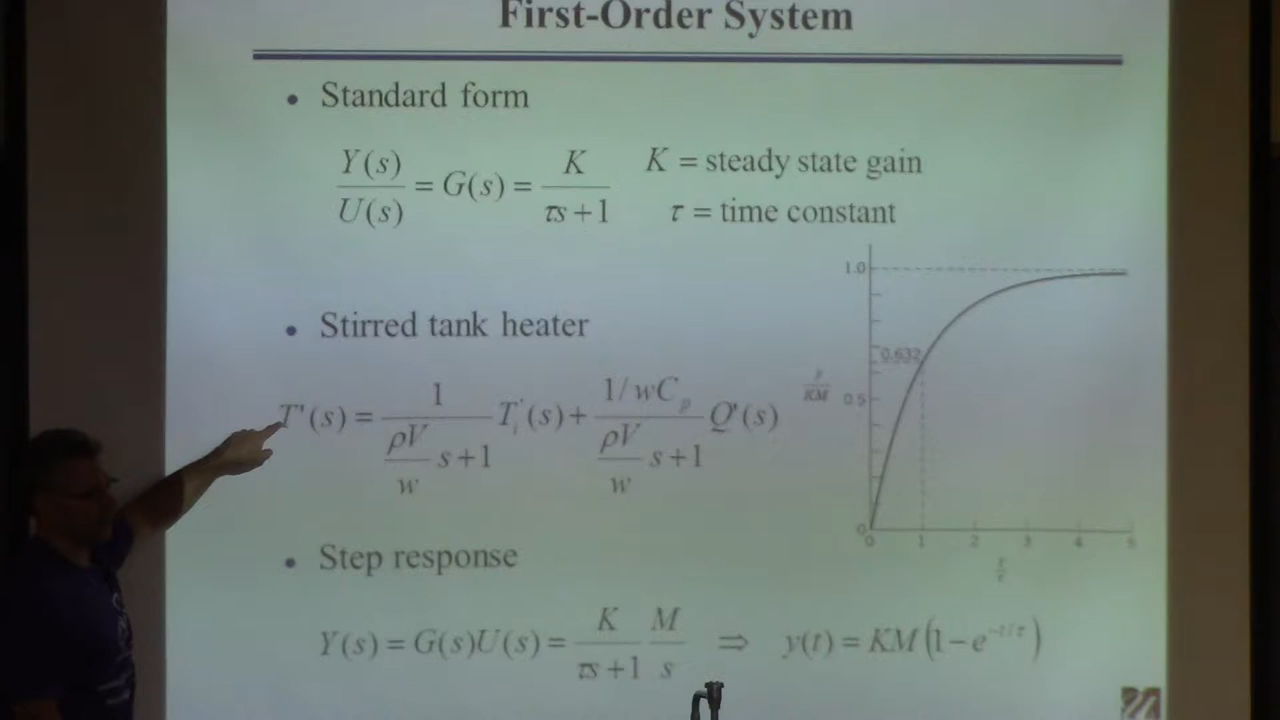 First-Order System
• Standard form
Y(s)/U(s) = G(s) = K/(τs+1)   K = steady state gain
τ = time constant
• Stirred tank heater
T'(s) = 1/(ρV/w s+1) T_i'(s) + (1/wC_p)/(ρV/w s+1) Q'(s)
1.0
0.632
0.5
KM
0
0 1 2 3 4 5
• Step response
Y(s) = G(s)U(s) = K/(τs+1) M/s ⇒ y(t) = KM(1−e^{−t/τ})